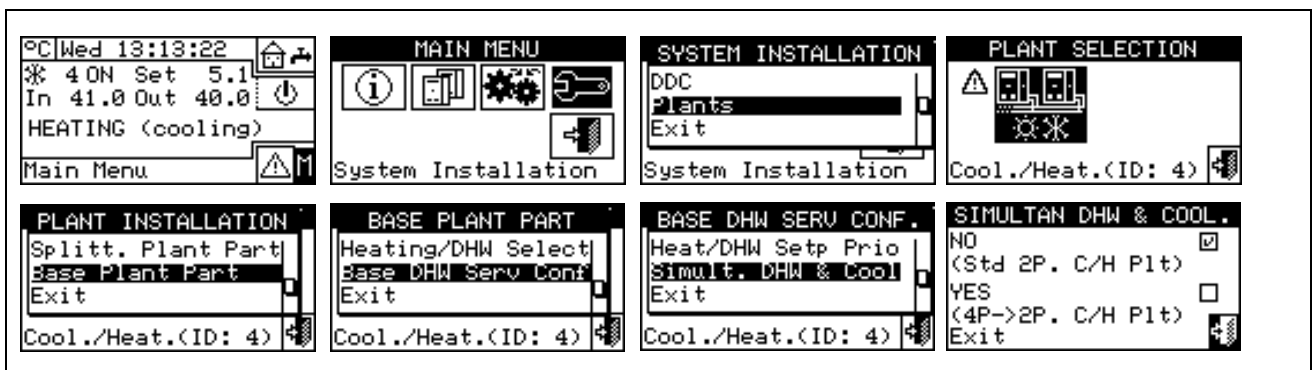 ºC Wed 13:13:22
4 ON Set 5.1
In 41.0 Out 40.0
HEATING (cooling)
Main Menu
M
MAIN MENU
System Installation
SYSTEM INSTALLATION
DDC
Plants
Exit
System Installation
PLANT SELECTION
Cool./Heat.(ID: 4)
PLANT INSTALLATION
Splitt. Plant Part
Base Plant Part
Exit
Cool./Heat.(ID: 4)
BASE PLANT PART
Heating/DHW Select
Base DHW Serv Conf
Exit
Cool./Heat.(ID: 4)
BASE DHW SERV CONF.
Heat/DHW Setp Prio
Simult. DHW & Cool
Exit
Cool./Heat.(ID: 4)
SIMULTAN DHW & COOL.
NO
(Std 2P. C/H Plt)
YES
(4P->2P. C/H Plt)
Exit